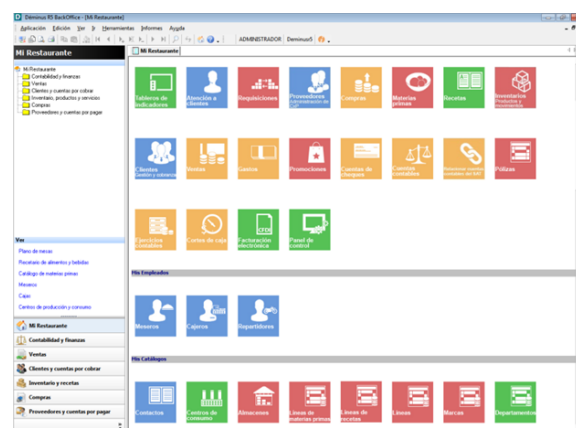 Déminus RS BackOffice - [Mi Restaurante]
Aplicación Edición Ver Ir Herramientas Informes Ayuda
ADMINISTRADOR Deminus6
Mi Restaurante
Mi Restaurante
Mi Restaurante
Contabilidad y finanzas
Ventas
Clientes y cuentas por cobrar
Inventario, productos y servicios
Compras
Proveedores y cuentas por pagar
Tableros de indicadores
Atención a clientes
Requisiciones
Proveedores
Compras
Materias primas
Recetas
Inventarios
Productos y movimientos
Clientes
Ventas
Gastos
Promociones
Cuentas de cheques
Cuentas contables
Pólizas
Ejercicios contables
Cortes de caja
CFDI
Facturación electrónica
Panel de control
Ver
Plano de mesas
Recetario de alimentos y bebidas
Catálogo de materias primas
Meseros
Cajas
Centros de producción y consumo
Mis Empleados
Meseros
Cajeros
Repartidores
Mi Restaurante
Contabilidad y finanzas
Ventas
Clientes y cuentas por cobrar
Inventario y recetas
Compras
Proveedores y cuentas por pagar
Mis Catálogos
Contactos
Centros de consumo
Almacenes
Líneas de materias primas
Líneas de recetas
Líneas
Marcas
Departamentos